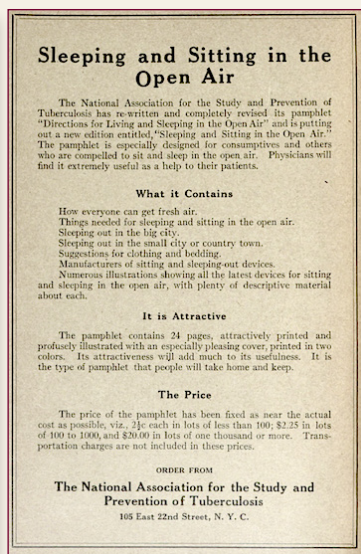 Sleeping and Sitting in the
Open Air
The National Association for the Study and Prevention of
Tuberculosis has re-written and completely revised its pamphlet
"Directions for Living and Sleeping in the Open Air" and is putting
out a new edition entitled, "Sleeping and Sitting in the Open Air."
The pamphlet is especially designed for consumptives and others
who are compelled to sit and sleep in the open air. Physicians will
find it extremely useful as a help to their patients.
What it Contains
How everyone can get fresh air.
Things needed for sleeping and sitting in the open air.
Sleeping out in the big city.
Sleeping out in the small city or country town.
Suggestions for clothing and bedding.
Manufacturers of sitting and sleeping-out devices.
Numerous illustrations showing all the latest devices for sitting
and sleeping in the open air, with plenty of descriptive material
about each.
It is Attractive
The pamphlet contains 24 pages, attractively printed and
profusely illustrated with an especially pleasing cover, printed in two
colors. Its attractiveness will add much to its usefulness. It is
the type of pamphlet that people will take home and keep.
The Price
The price of the pamphlet has been fixed as near the actual
cost as possible, viz., 2½c each in lots of less than 100; $2.25 in lots
of 100 to 1000, and $20.00 in lots of one thousand or more. Trans-
portation charges are not included in these prices.
ORDER FROM
The National Association for the Study and
Prevention of Tuberculosis
105 East 22nd Street, N. Y. C.